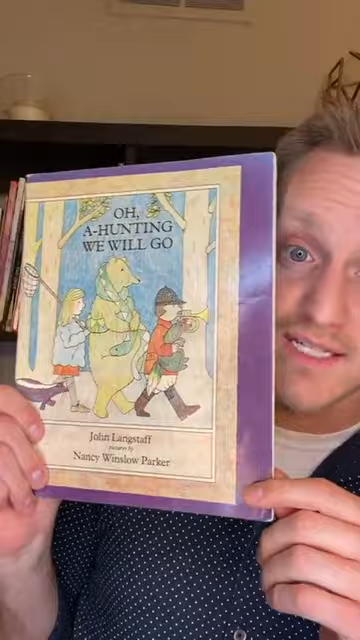 OH,
A-HUNTING
WE WILL GO
John Langstaff
pictures by
Nancy Winslow Parker